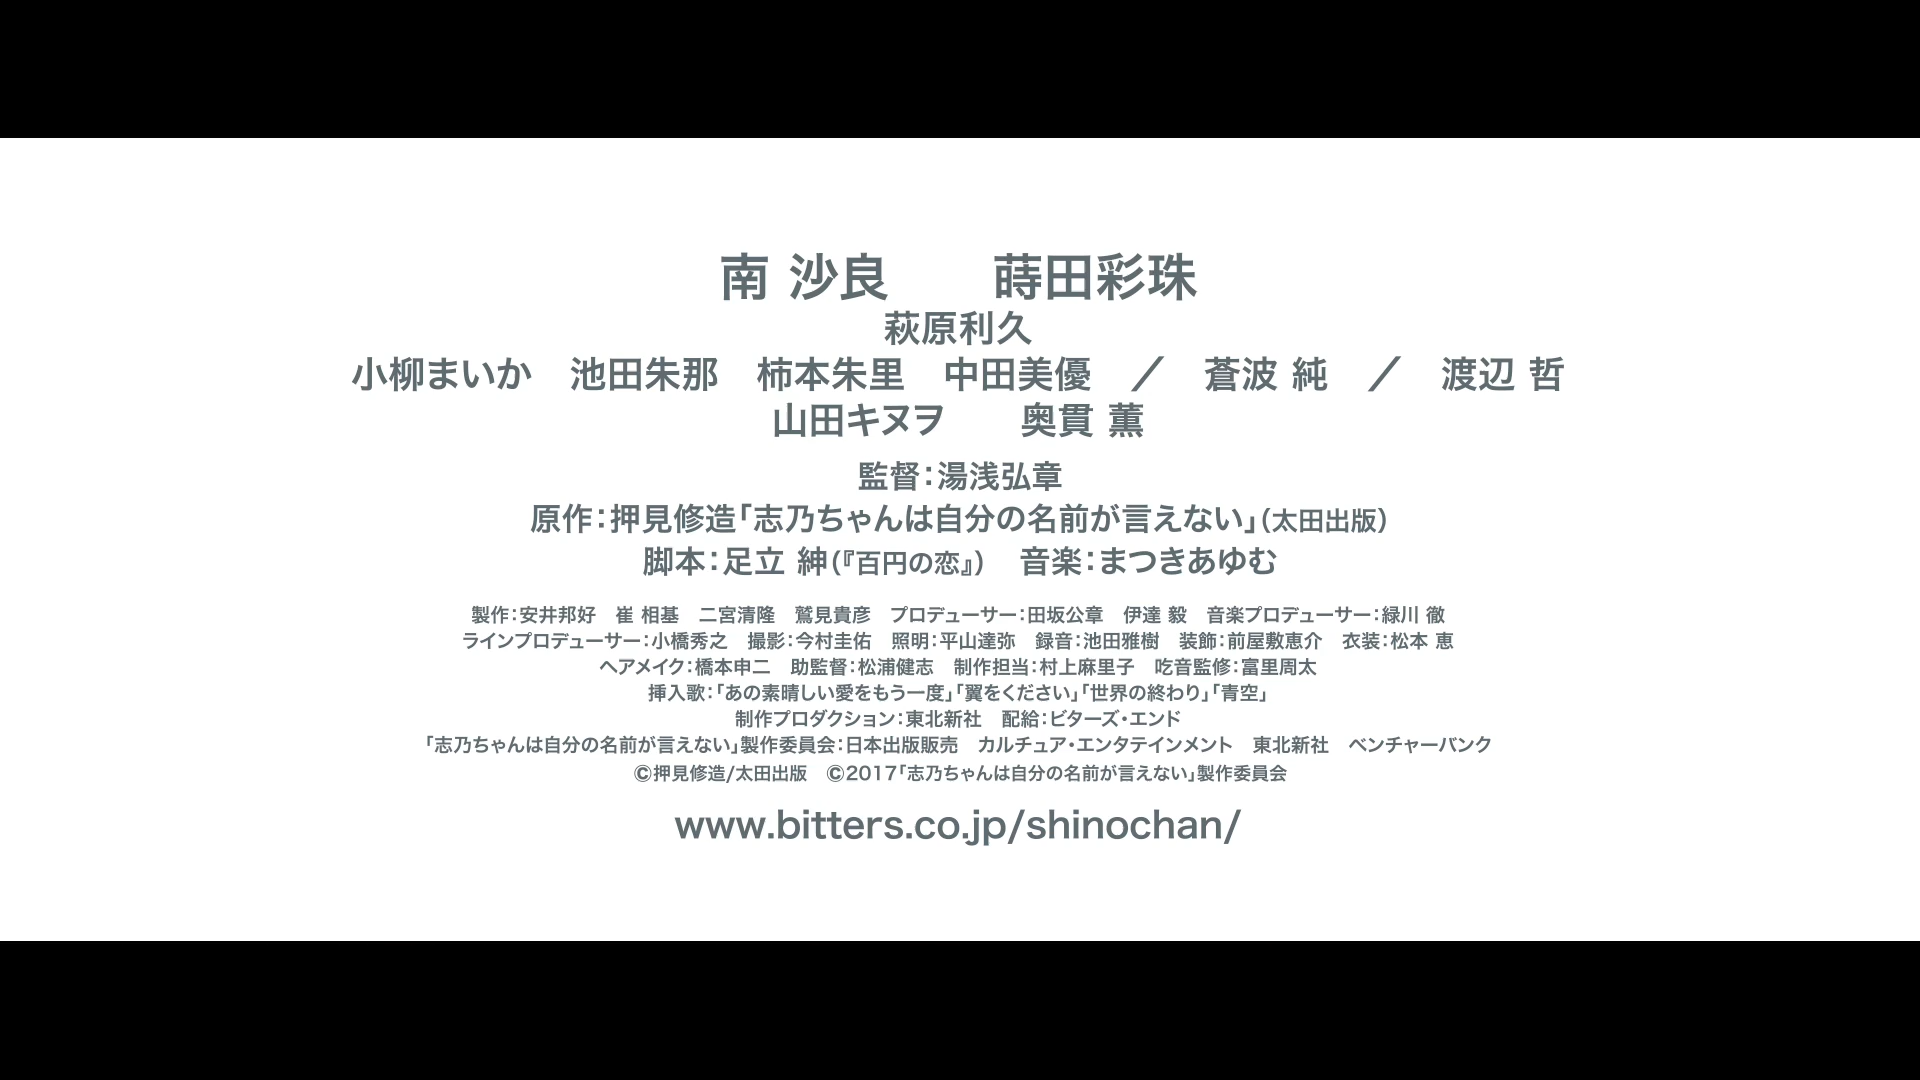 南 沙良　　蒔田彩珠
萩原利久
小柳まいか　池田朱那　柿本朱里　中田美優　／　蒼波 純　／　渡辺 哲
山田キヌヲ　　奥貫 薫
監督：湯浅弘章
原作：押見修造「志乃ちゃんは自分の名前が言えない」（太田出版）
脚本：足立 紳（『百円の恋』）　音楽：まつきあゆむ
製作：安井邦好　崔 相基　二宮清隆　鷲見貴彦　プロデューサー：田坂公章　伊達 毅　音楽プロデューサー：緑川 徹
ラインプロデューサー：小橋秀之　撮影：今村圭佑　照明：平山達弥　録音：池田雅樹　装飾：前屋敷恵介　衣装：松本 恵
ヘアメイク：橋本申二　助監督：松浦健志　制作担当：村上麻里子　吃音監修：富里周太
挿入歌：「あの素晴しい愛をもう一度」「翼をください」「世界の終わり」「青空」
制作プロダクション：東北新社　配給：ビターズ・エンド
「志乃ちゃんは自分の名前が言えない」製作委員会：日本出版販売　カルチュア・エンタテインメント　東北新社　ベンチャーバンク
©押見修造/太田出版　©2017「志乃ちゃんは自分の名前が言えない」製作委員会
www.bitters.co.jp/shinochan/